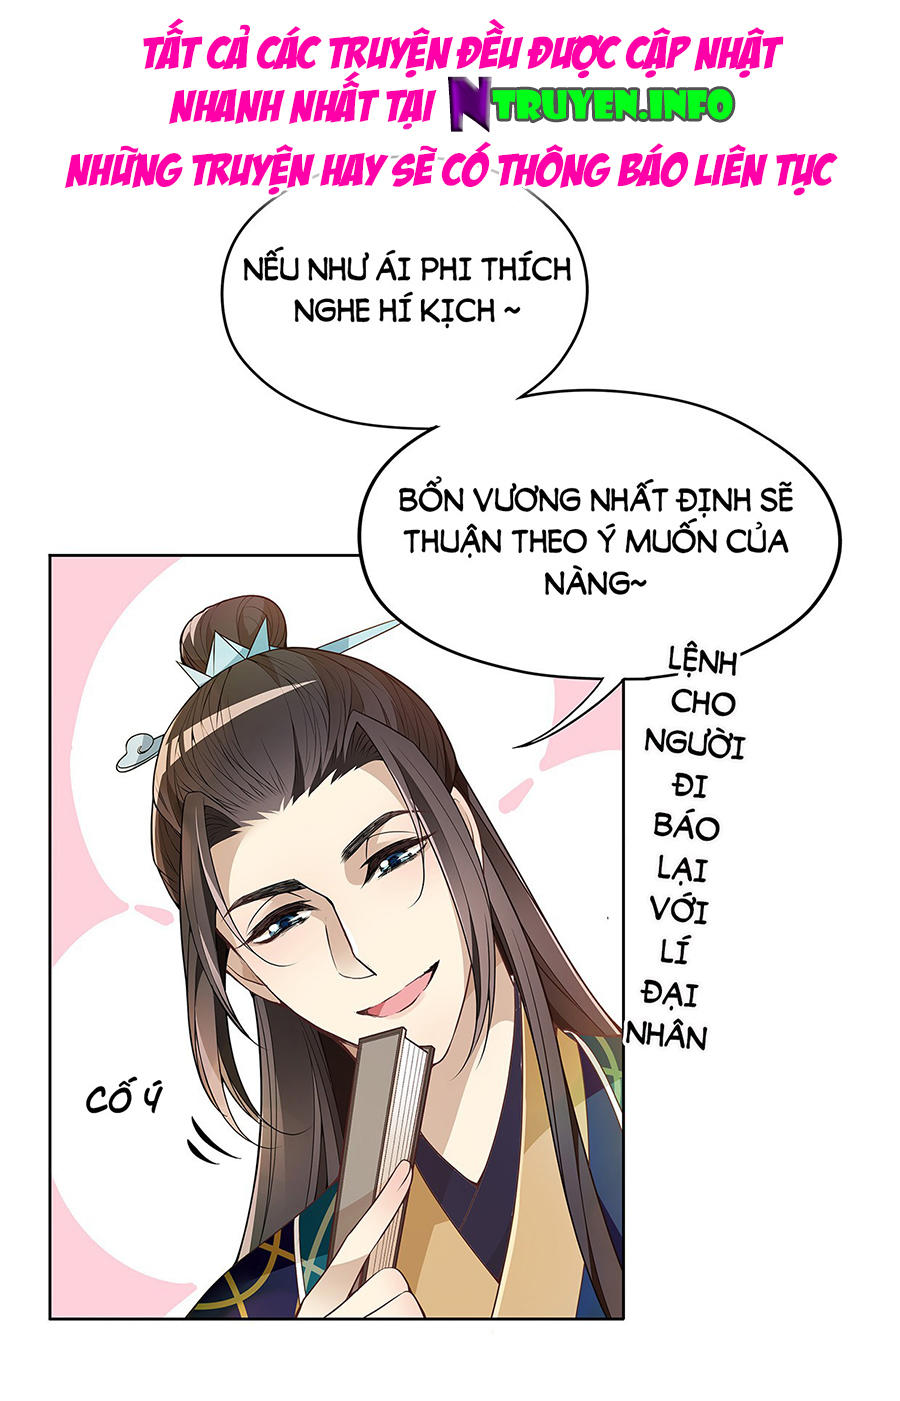 TẤT CẢ CÁC TRUYỆN ĐỀU ĐƯỢC CẬP NHẬT
NHANH NHẤT TẠI NTRUYEN.INFO
NHỮNG TRUYỆN HAY SẼ CÓ THÔNG BÁO LIÊN TỤC
NẾU NHƯ ÁI PHI THÍCH
NGHE HÍ KỊCH ~
BỔN VƯƠNG NHẤT ĐỊNH SẼ
THUẬN THEO Ý MUỐN CỦA
NÀNG~
LỆNH
CHO
NGƯỜI
ĐI
BÁO
LẠI
VỚI
LÍ
ĐẠI
NHÂN
CỐ Ý